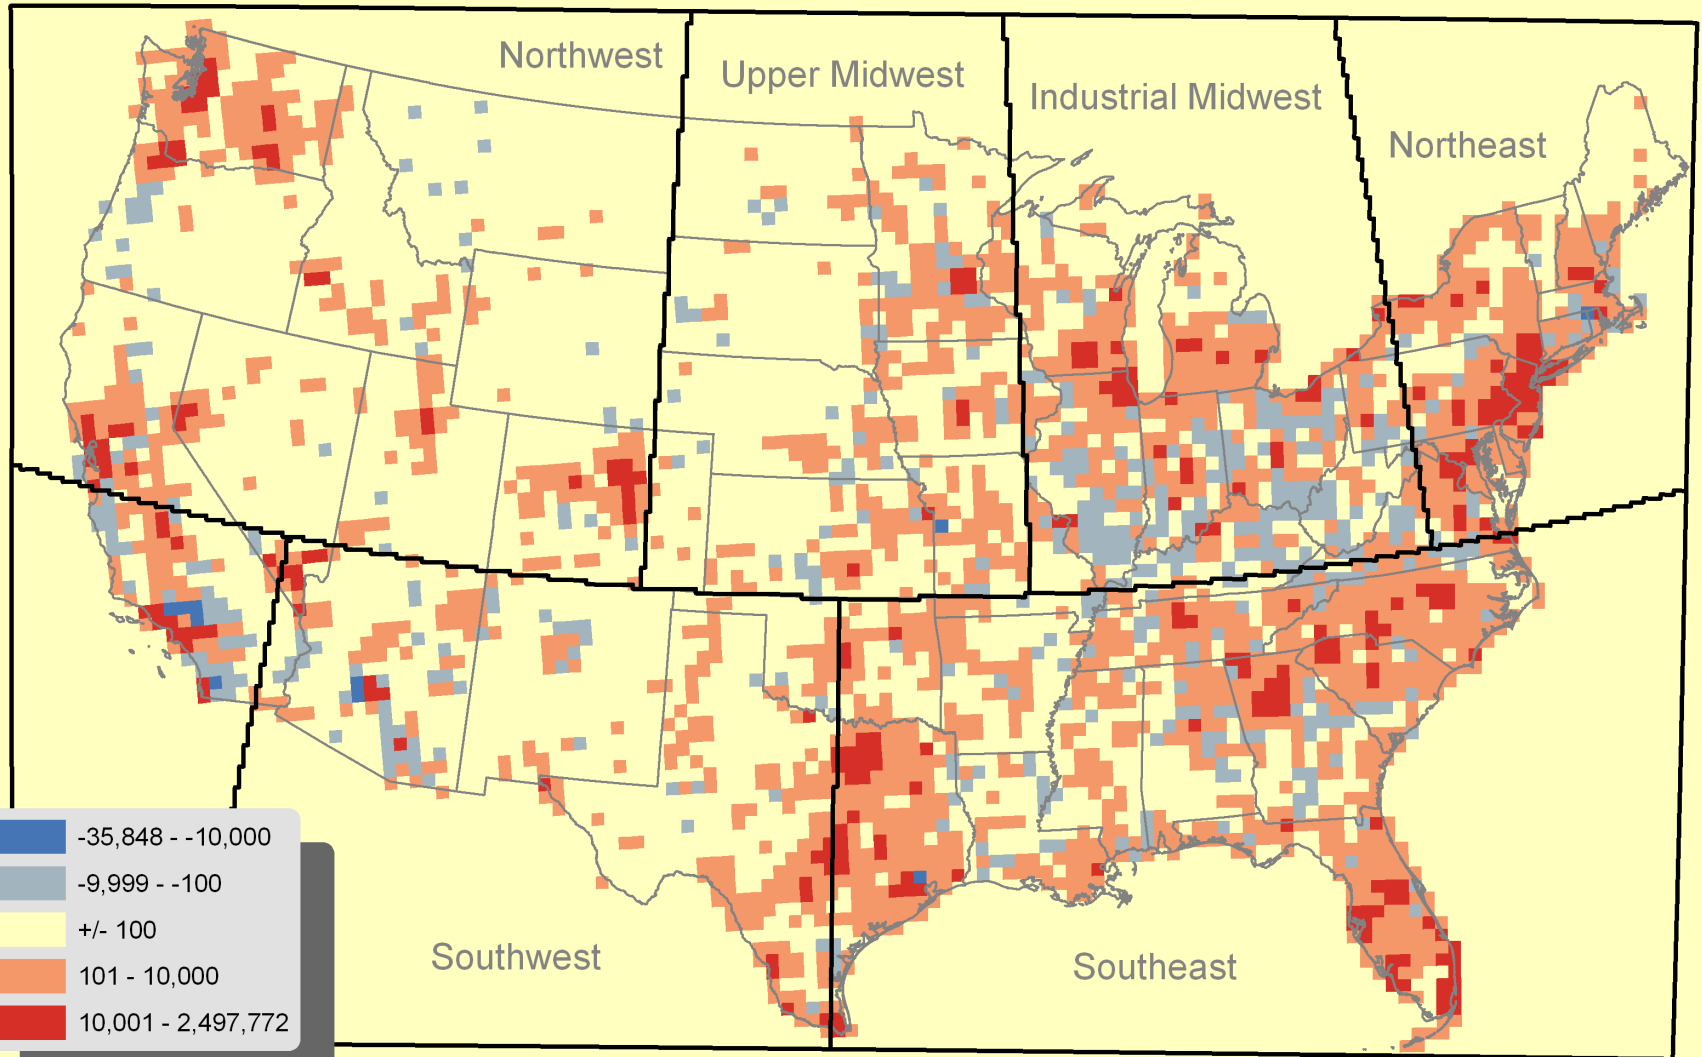 Northwest
Upper Midwest
Industrial Midwest
Northeast
Southwest
Southeast
-35,848 - -10,000
-9,999 - -100
+/- 100
101 - 10,000
10,001 - 2,497,772